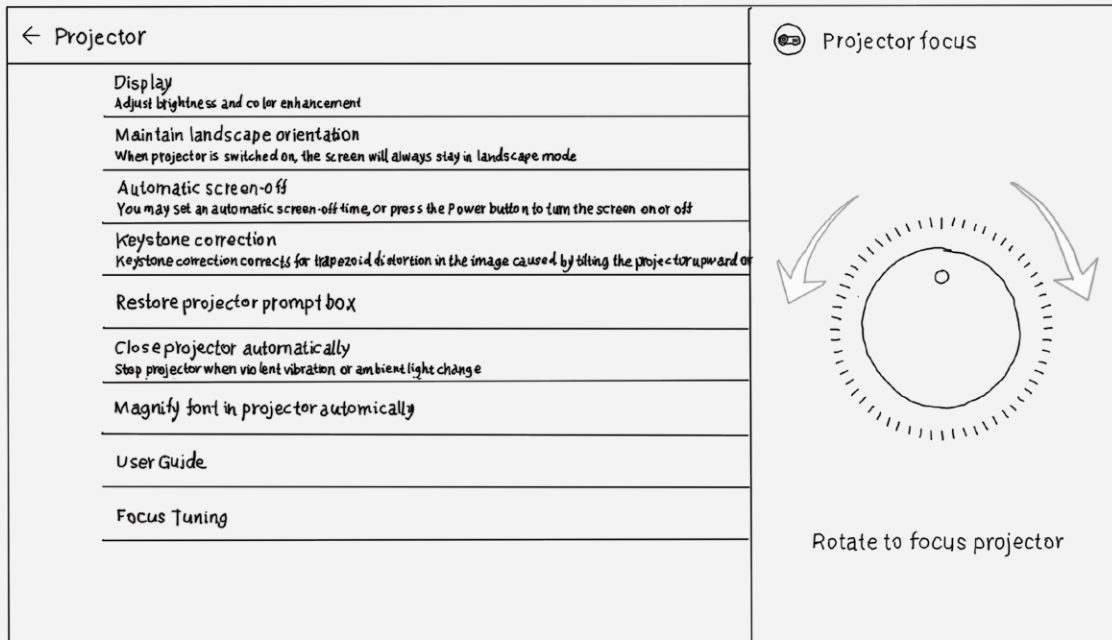 ← Projector
Display
Adjust brightness and color enhancement
Maintain landscape orientation
When projector is switched on, the screen will always stay in landscape mode
Automatic screen-off
You may set an automatic screen-off time, or press the Power button to turn the screen on or off
Keystone correction
Keystone correction corrects for trapezoid distortion in the image caused by tilting the projector upward or
Restore projector prompt box
Close projector automatically
Stop projector when violent vibration or ambient light change
Magnify font in projector automically
User Guide
Focus Tuning
Projector focus
Rotate to focus projector